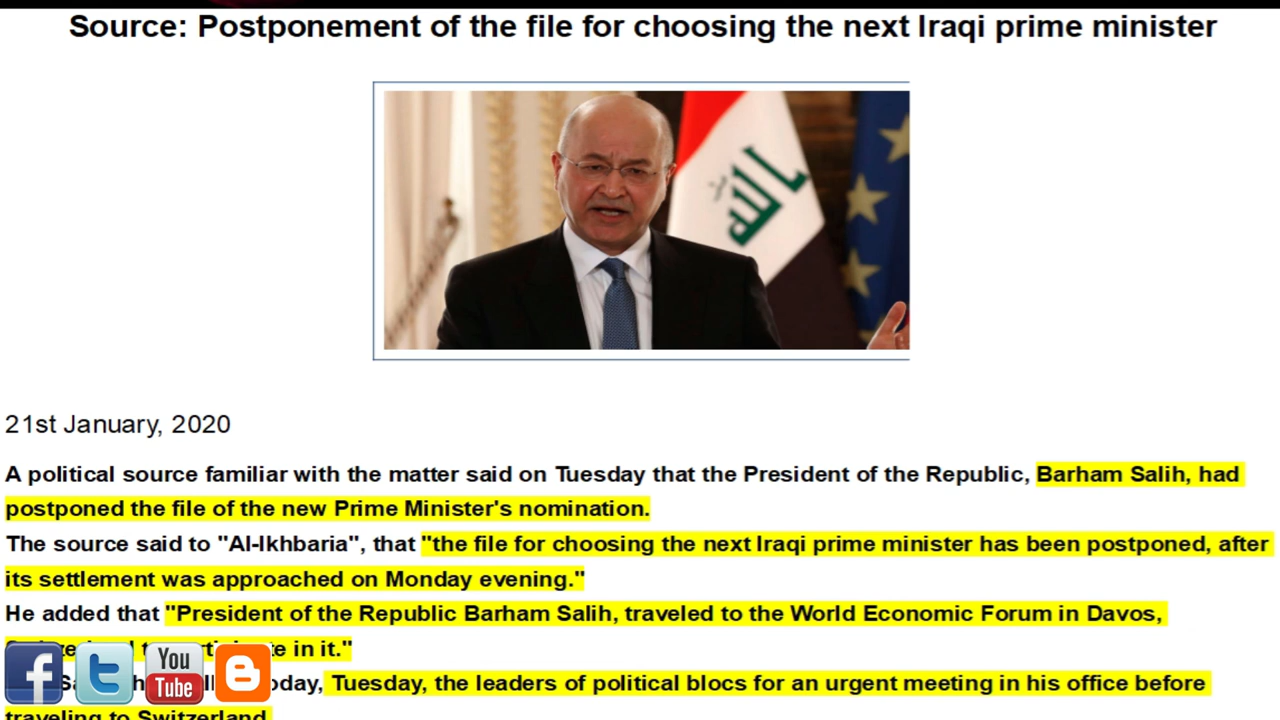 Source: Postponement of the file for choosing the next Iraqi prime minister
الله
21st January, 2020
A political source familiar with the matter said on Tuesday that the President of the Republic, Barham Salih, had
postponed the file of the new Prime Minister's nomination.
The source said to "Al-Ikhbaria", that "the file for choosing the next Iraqi prime minister has been postponed, after
its settlement was approached on Monday evening."
He added that "President of the Republic Barham Salih, traveled to the World Economic Forum in Davos,
in it."
Tuesday, the leaders of political blocs for an urgent meeting in his office before
traveling to Switzerland.
You
Tube